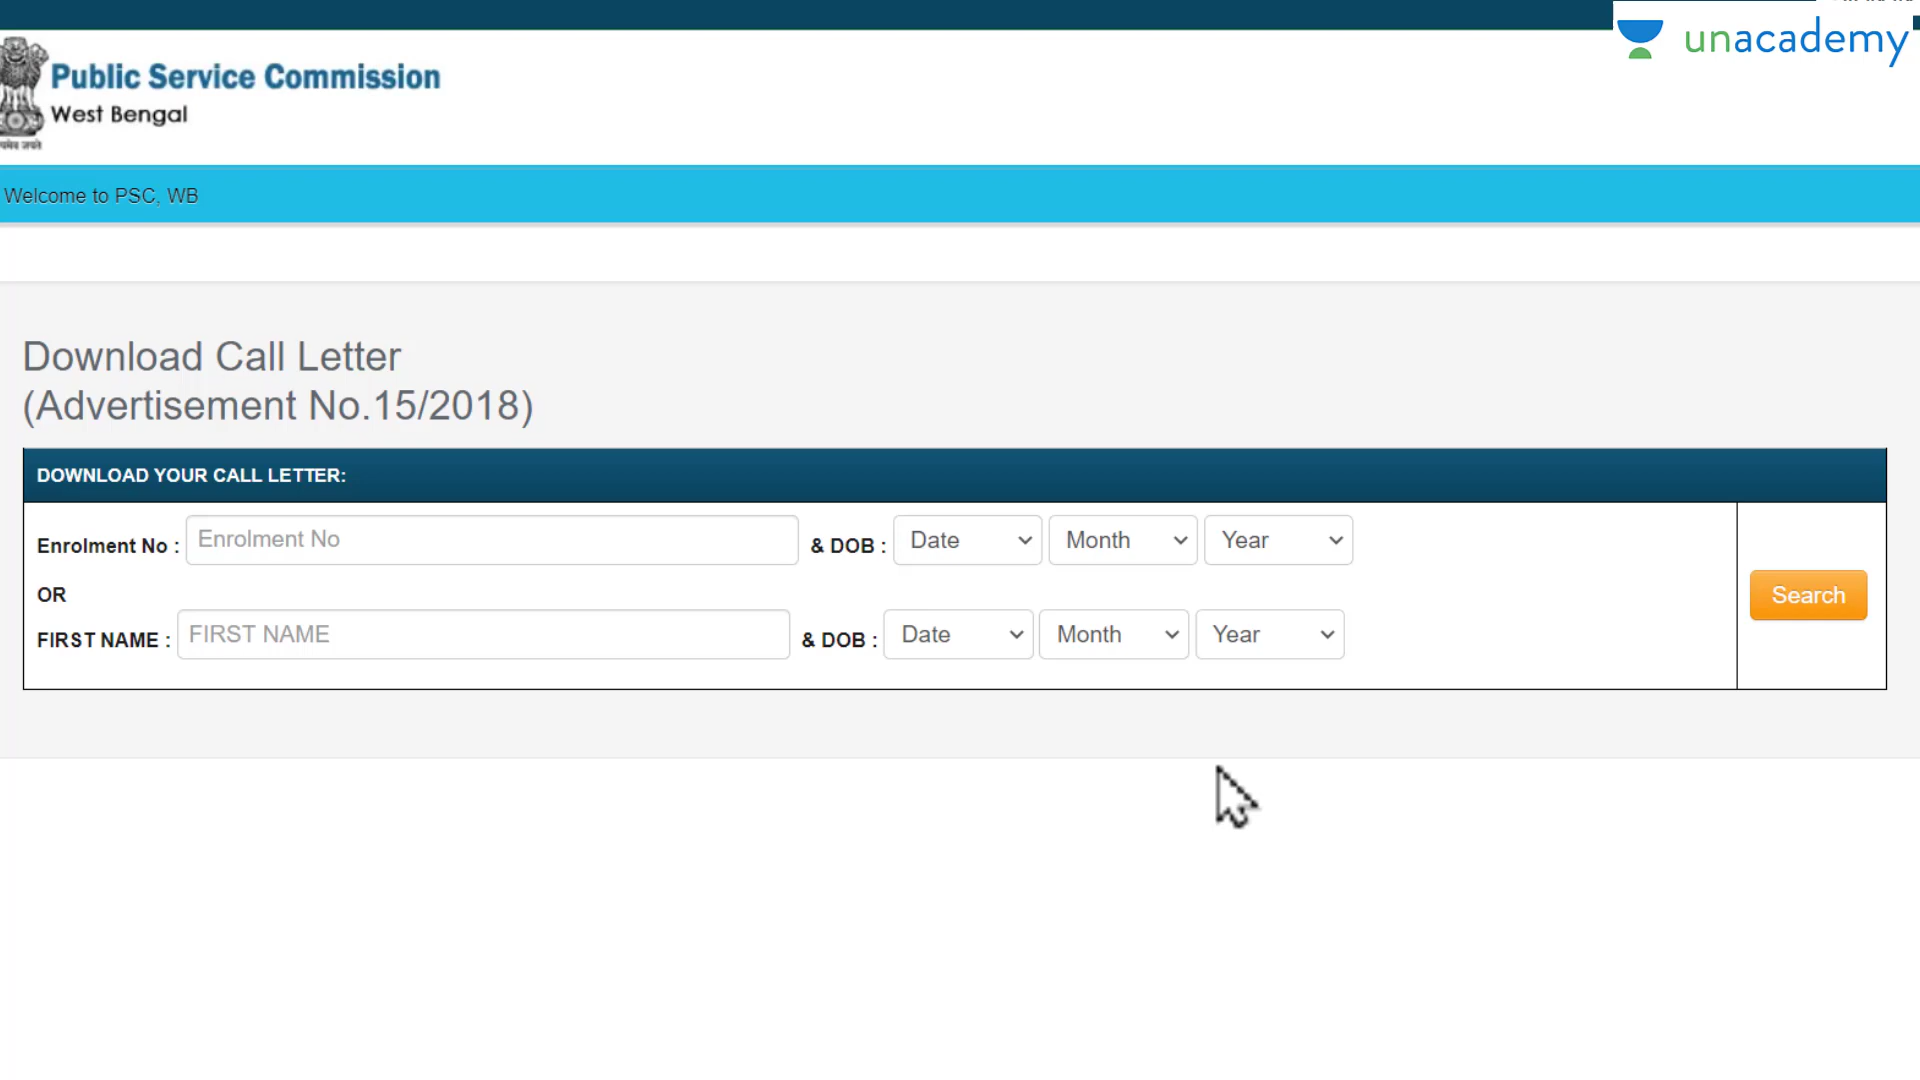 unacademy
Public Service Commission
West Bengal
Welcome to PSC, WB
Download Call Letter
(Advertisement No.15/2018)
DOWNLOAD YOUR CALL LETTER:
Enrolment No : Enrolment No & DOB : Date Month Year
OR
FIRST NAME : FIRST NAME & DOB : Date Month Year
Search